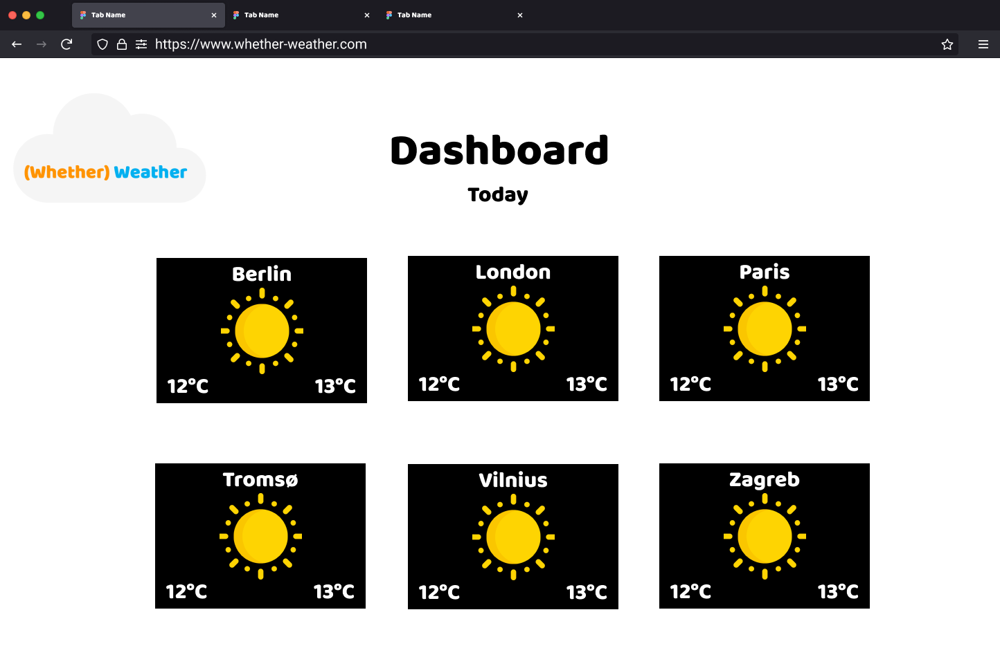 Tab Name
Tab Name
Tab Name
https://www.whether-weather.com
(Whether) Weather
Dashboard
Today
Berlin
12°C 13°C
London
12°C 13°C
Paris
12°C 13°C
Tromsø
12°C 13°C
Vilnius
12°C 13°C
Zagreb
12°C 13°C